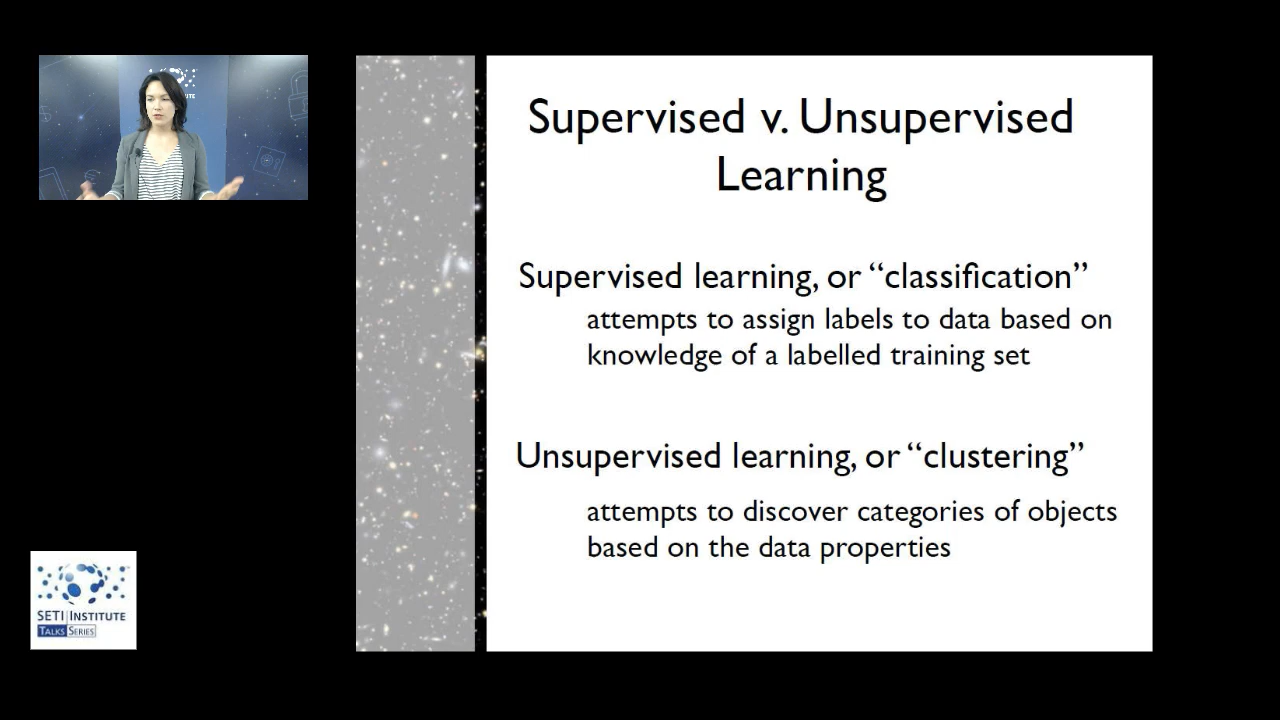 Supervised v. Unsupervised
Learning
Supervised learning, or “classification”
attempts to assign labels to data based on
knowledge of a labelled training set
Unsupervised learning, or “clustering”
attempts to discover categories of objects
based on the data properties
SETI INSTITUTE
TALKS SERIES